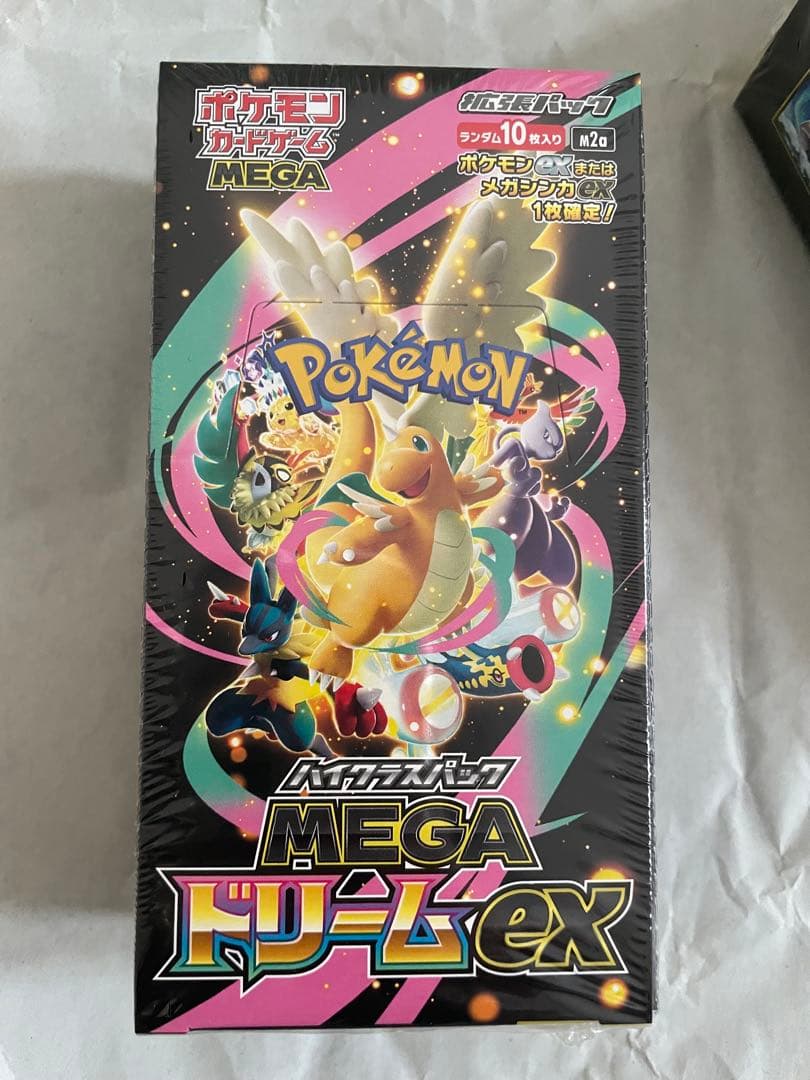 ポケモン
カードゲーム™
MEGA
拡張パック
ランダム10枚入り M2a
ポケモンexまたは
メガシンカex
1枚確定!
POKÉMON™
ハイクラスパック
MEGA
ドリームex